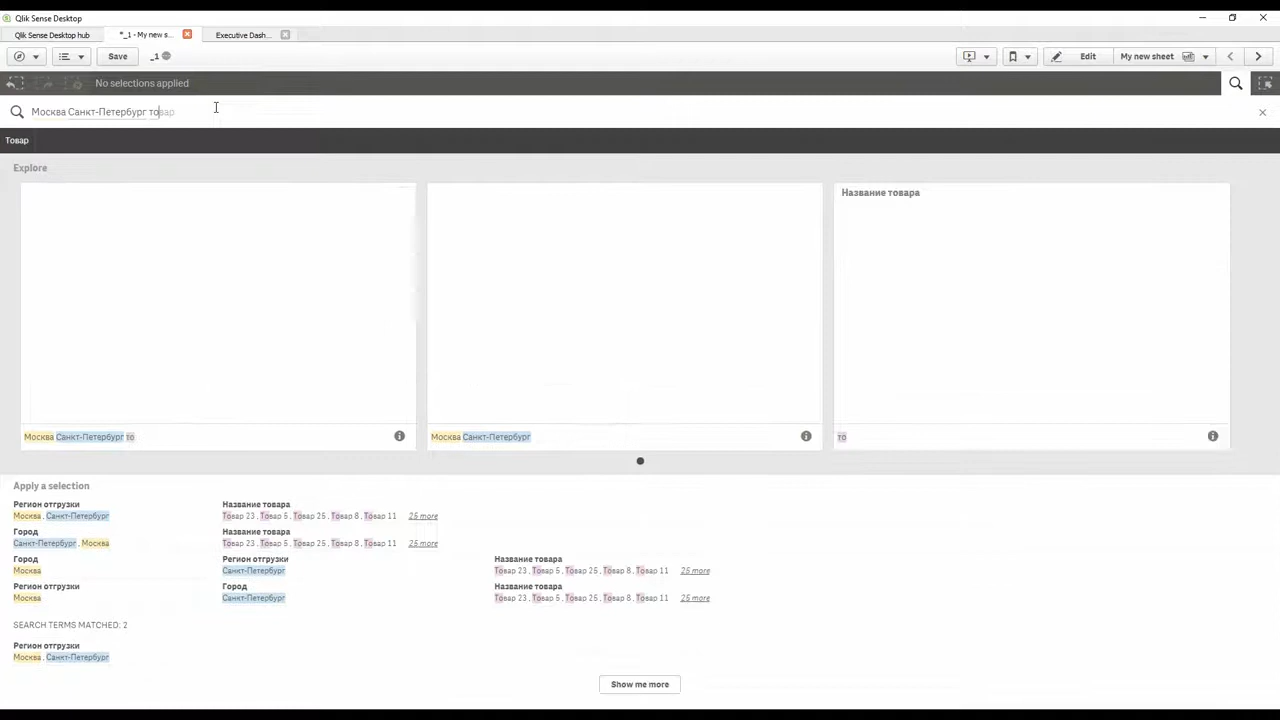 Qlik Sense Desktop
Qlik Sense Desktop hub
*_1 - My new s...
Executive Dash...
Save
_1
Edit
My new sheet
No selections applied
Москва Санкт-Петербург товар
Товар
Explore
Название товара
Москва Санкт-Петербург то
Москва Санкт-Петербург
то
Apply a selection
Регион отгрузки Название товара
Москва , Санкт-Петербург Товар 23 , Товар 5 , Товар 25 , Товар 8 , Товар 11 25 more
Город Название товара
Санкт-Петербург , Москва Товар 23 , Товар 5 , Товар 25 , Товар 8 , Товар 11 25 more
Город Регион отгрузки Название товара
Москва Санкт-Петербург Товар 23 , Товар 5 , Товар 25 , Товар 8 , Товар 11 25 more
Регион отгрузки Город Название товара
Москва Санкт-Петербург Товар 23 , Товар 5 , Товар 25 , Товар 8 , Товар 11 25 more
SEARCH TERMS MATCHED: 2
Регион отгрузки
Москва , Санкт-Петербург
Show me more